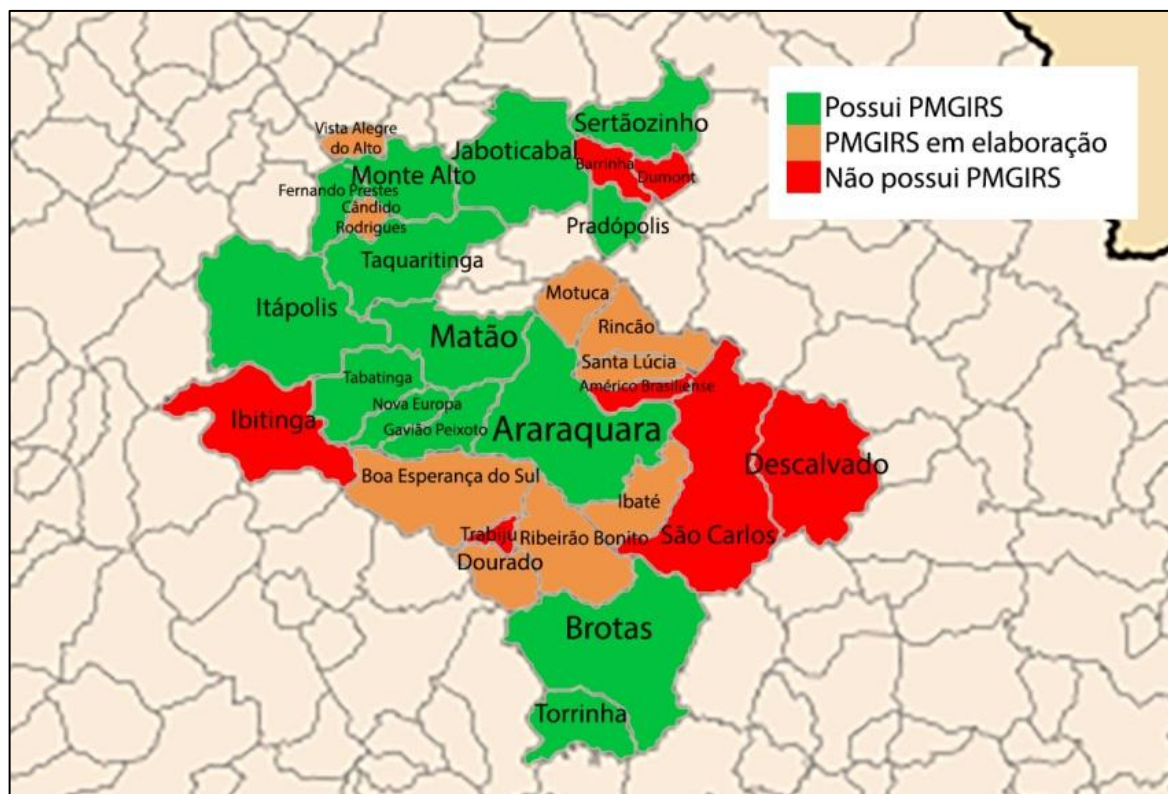 Possui PMGIRS
PMGIRS em elaboração
Não possui PMGIRS
Sertãozinho
Vista Alegre
do Alto
Jaboticabal
Barrinha
Dumont
Monte Alto
Fernando Prestes
Cândido
Rodrigues
Pradópolis
Taquaritinga
Motuca
Itápolis
Rincão
Matão
Santa Lúcia
Tabatinga
Américo Brasiliense
Nova Europa
Ibitinga
Gavião Peixoto
Araraquara
Descalvado
Boa Esperança do Sul
Ibaté
Trabiju
Ribeirão Bonito
São Carlos
Dourado
Brotas
Torrinha